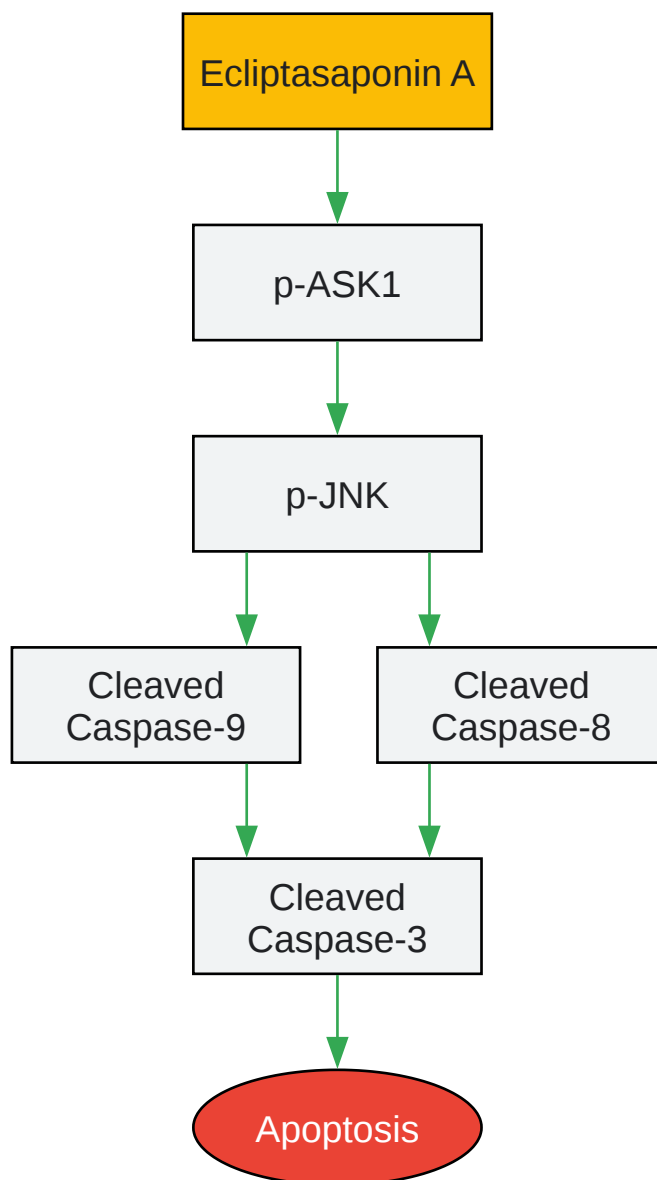 Ecliptasaponin A
p-ASK1
p-JNK
Cleaved
Caspase-9
Cleaved
Caspase-8
Cleaved
Caspase-3
Apoptosis